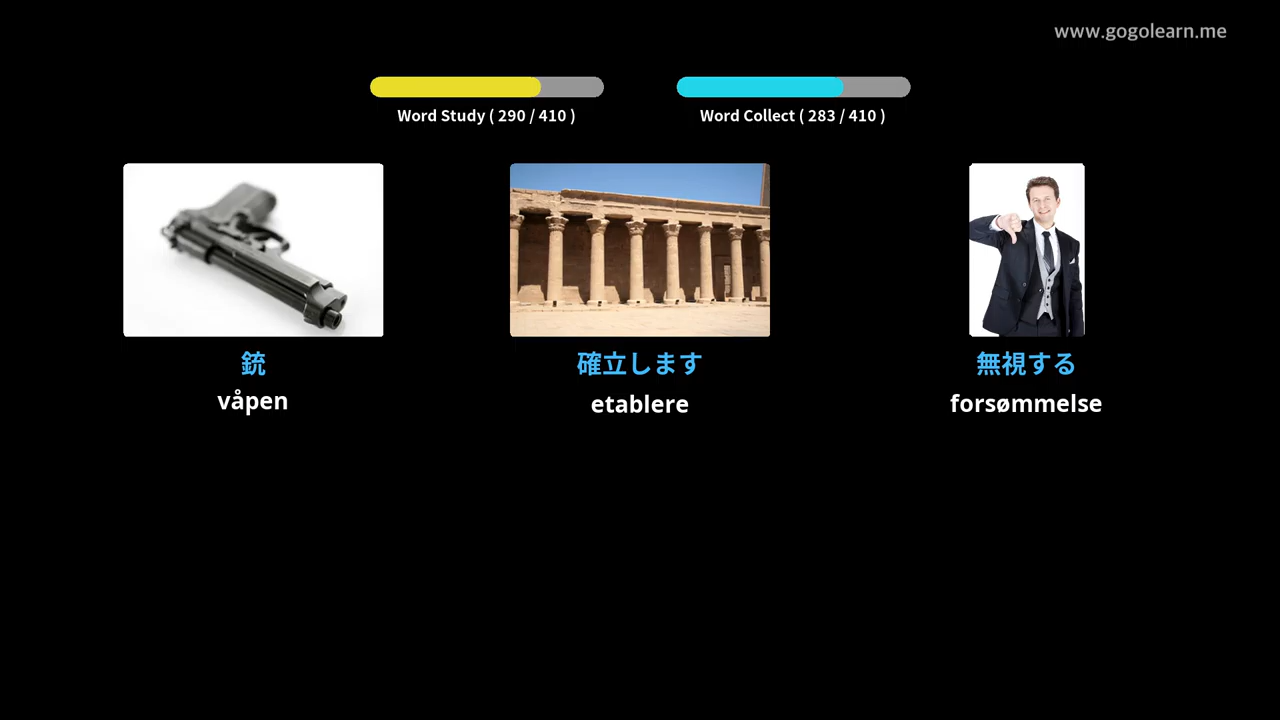 www.gogolearn.me
Word Study ( 290 / 410 )
Word Collect ( 283 / 410 )
銃
確立します
無視する
våpen
etablere
forsømmelse